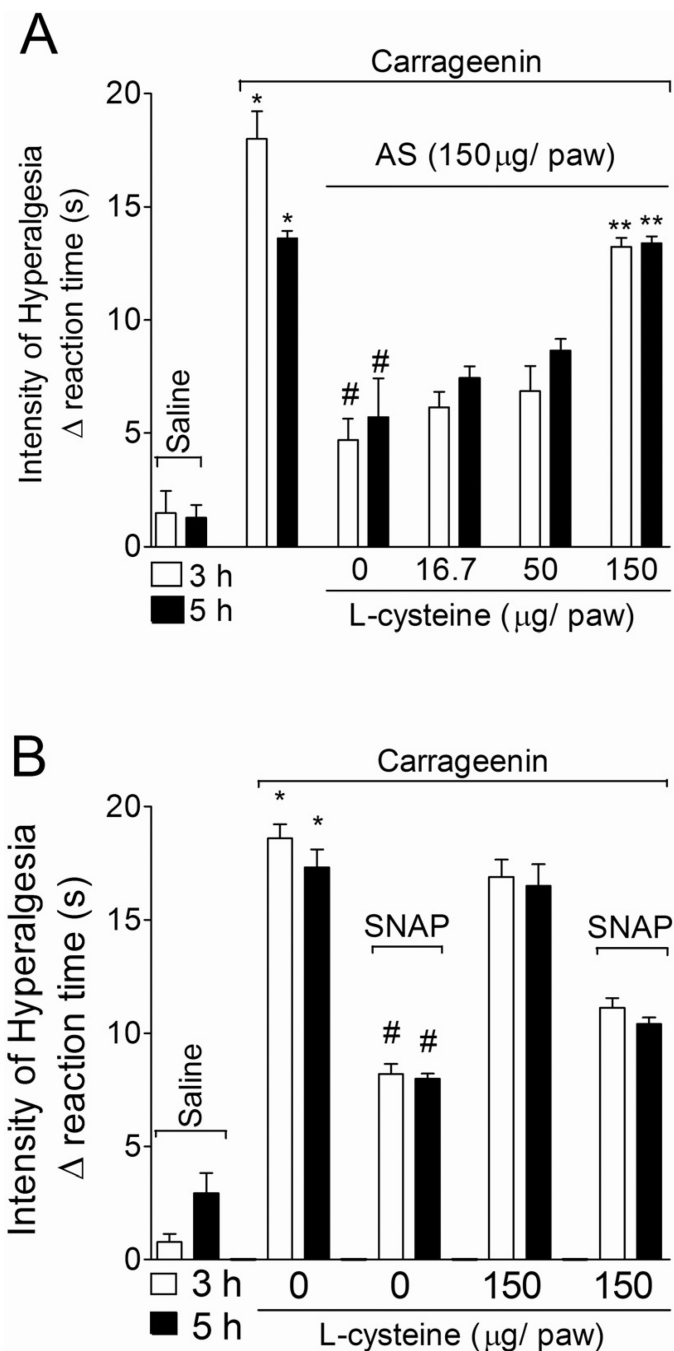 A
Carrageenin
AS (150μg/ paw)
Intensity of Hyperalgesia
Δ reaction time (s)
20
15
10
5
0
Saline
*
*
#
#
**
**
3 h
5 h
0 16.7 50 150
L-cysteine (μg/ paw)
B
Carrageenin
Intensity of Hyperalgesia
Δ reaction time (s)
20
15
10
5
0
Saline
*
*
SNAP
#
#
SNAP
3 h
5 h
0 0 150 150
L-cysteine (μg/ paw)